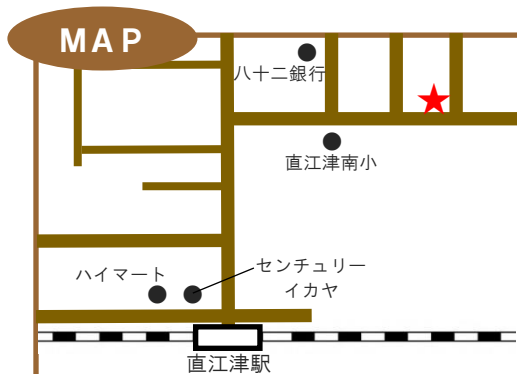 MAP
八十二銀行
直江津南小
センチュリー
イカヤ
ハイマート
直江津駅